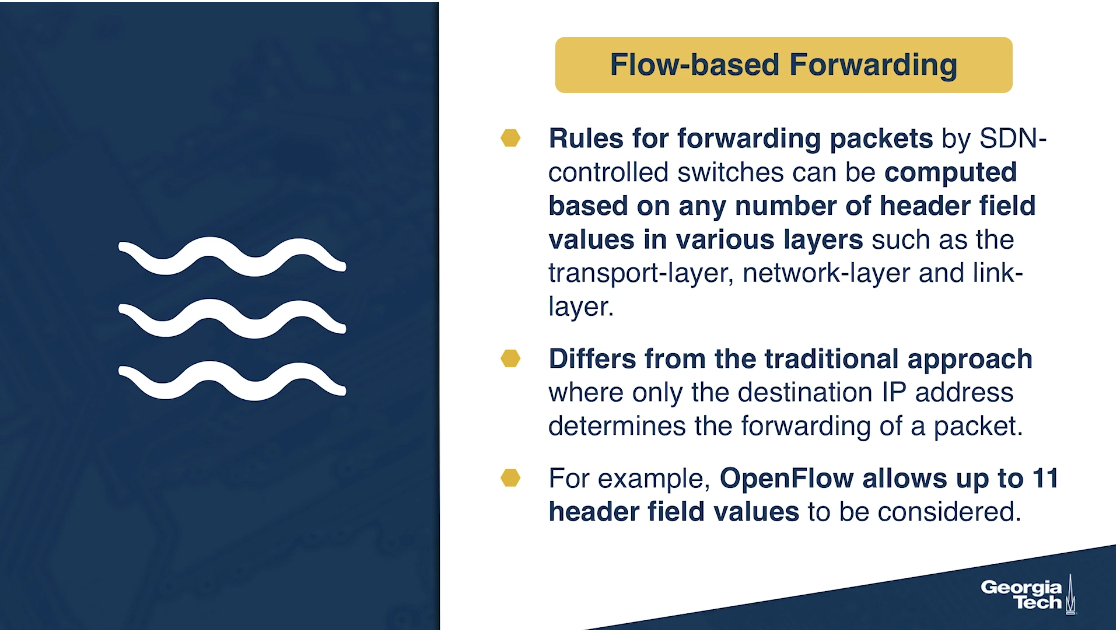 Flow-based Forwarding
Rules for forwarding packets by SDN-
controlled switches can be computed
based on any number of header field
values in various layers such as the
transport-layer, network-layer and link-
layer.
Differs from the traditional approach
where only the destination IP address
determines the forwarding of a packet.
For example, OpenFlow allows up to 11
header field values to be considered.
Georgia
Tech